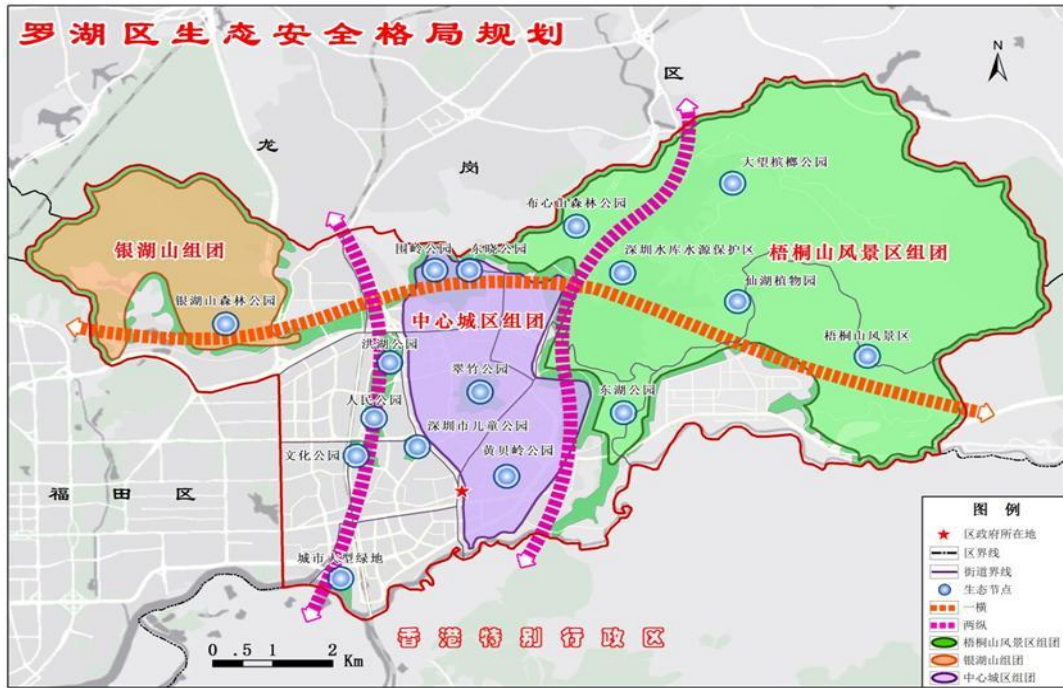 罗湖区生态安全格局规划
N
龙
岗
区
大望槟榔公园
布心山森林公园
围岭公园
东晓公园
深圳水库水源保护区
梧桐山风景区组团
银湖山组团
仙湖植物园
银湖山森林公园
中心城区组团
洪湖公园
梧桐山风景区
翠竹公园
人民公园
东湖公园
深圳市儿童公园
文化公园
黄贝岭公园
福田区
城市大型绿地
香港特别行政区
0 .5 1 2
Km
图例
区政府所在地
区界线
街道界线
生态节点
一横
两纵
梧桐山风景区组团
银湖山组团
中心城区组团